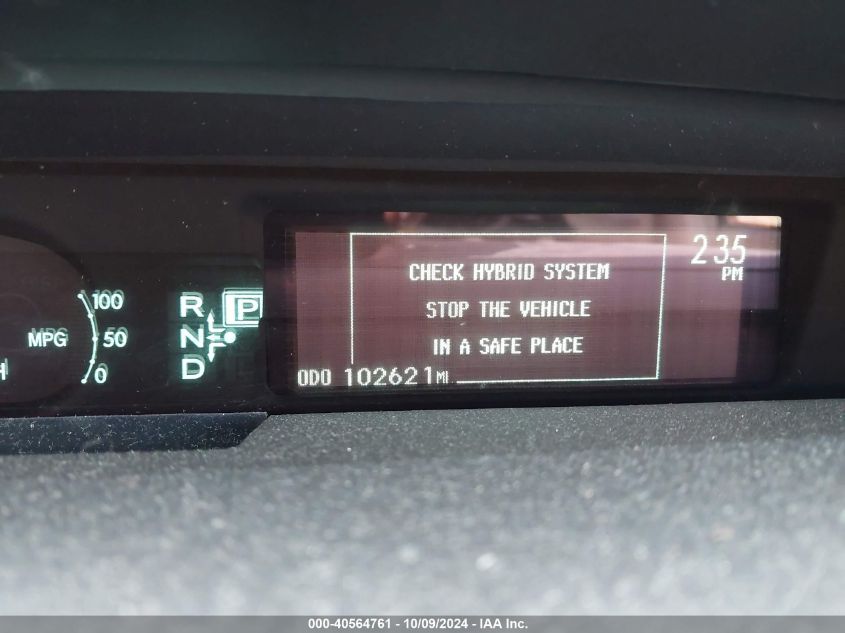 2:35
PM
CHECK HYBRID SYSTEM
STOP THE VEHICLE
IN A SAFE PLACE
ODO 102621 MI
100
MPG 50
0
H
R P
N
D
000-40564761 - 10/09/2024 - IAA Inc.